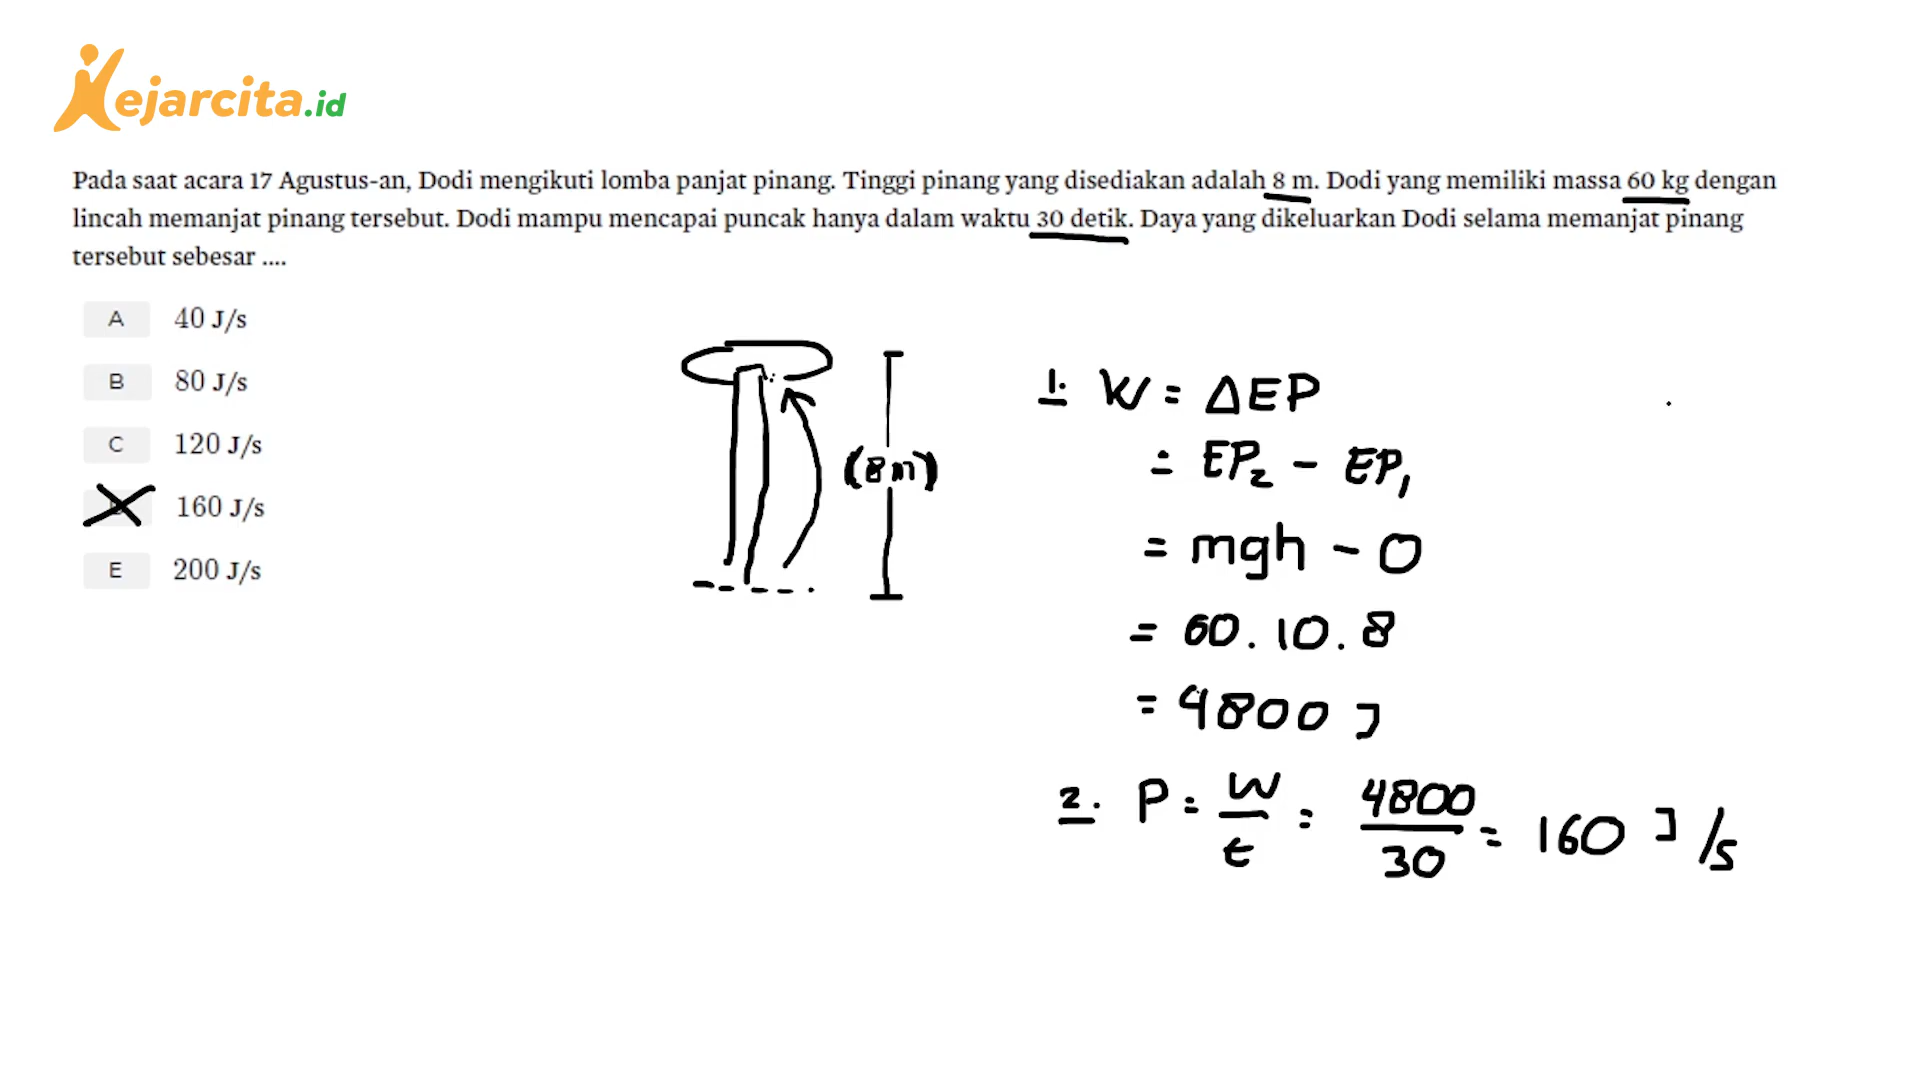 Kejarcita.id
Pada saat acara 17 Agustus-an, Dodi mengikuti lomba panjat pinang. Tinggi pinang yang disediakan adalah 8 m. Dodi yang memiliki massa 60 kg dengan
lincah memanjat pinang tersebut. Dodi mampu mencapai puncak hanya dalam waktu 30 detik. Daya yang dikeluarkan Dodi selama memanjat pinang
tersebut sebesar ....
A 40 J/s
B 80 J/s
C 120 J/s
160 J/s
E 200 J/s
(8m)
1. W = ΔEP
= EP₂ - EP₁
= mgh - 0
= 60 . 10 . 8
= 4800 J
2. P = W/t = 4800/30 = 160 J/s